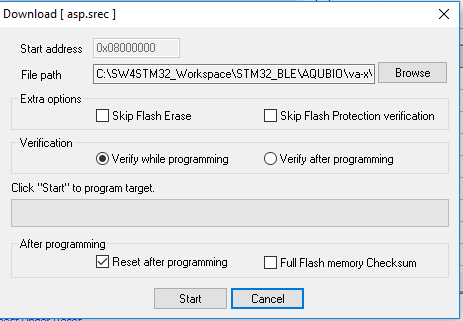 Download [ asp.srec ]
Start address 0x08000000
File path C:\SW4STM32_Workspace\STM32_BLE\AQUBIO\va-x\ Browse
Extra options
Skip Flash Erase Skip Flash Protection verification
Verification
Verify while programming Verify after programming
Click "Start" to program target.
After programming
Reset after programming Full Flash memory Checksum
Start Cancel